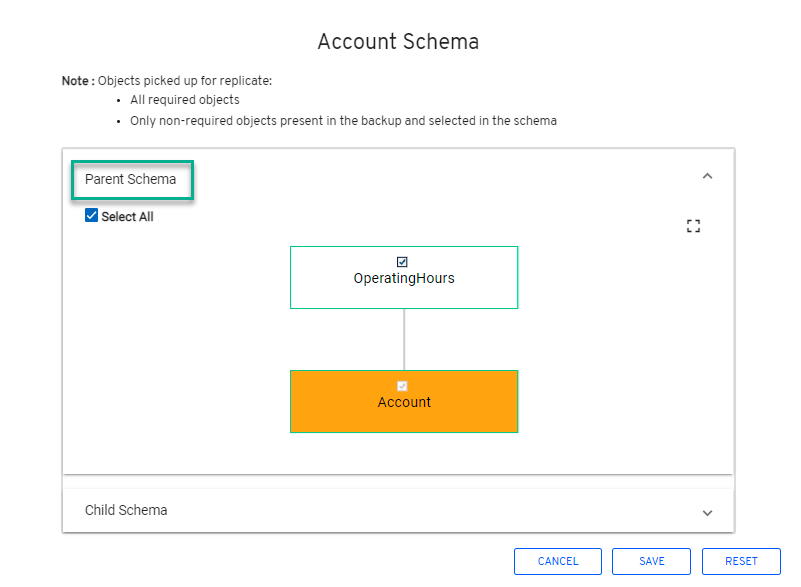 Account Schema
Note : Objects picked up for replicate:
• All required objects
• Only non-required objects present in the backup and selected in the schema
Parent Schema
Select All
OperatingHours
Account
Child Schema
CANCEL SAVE RESET